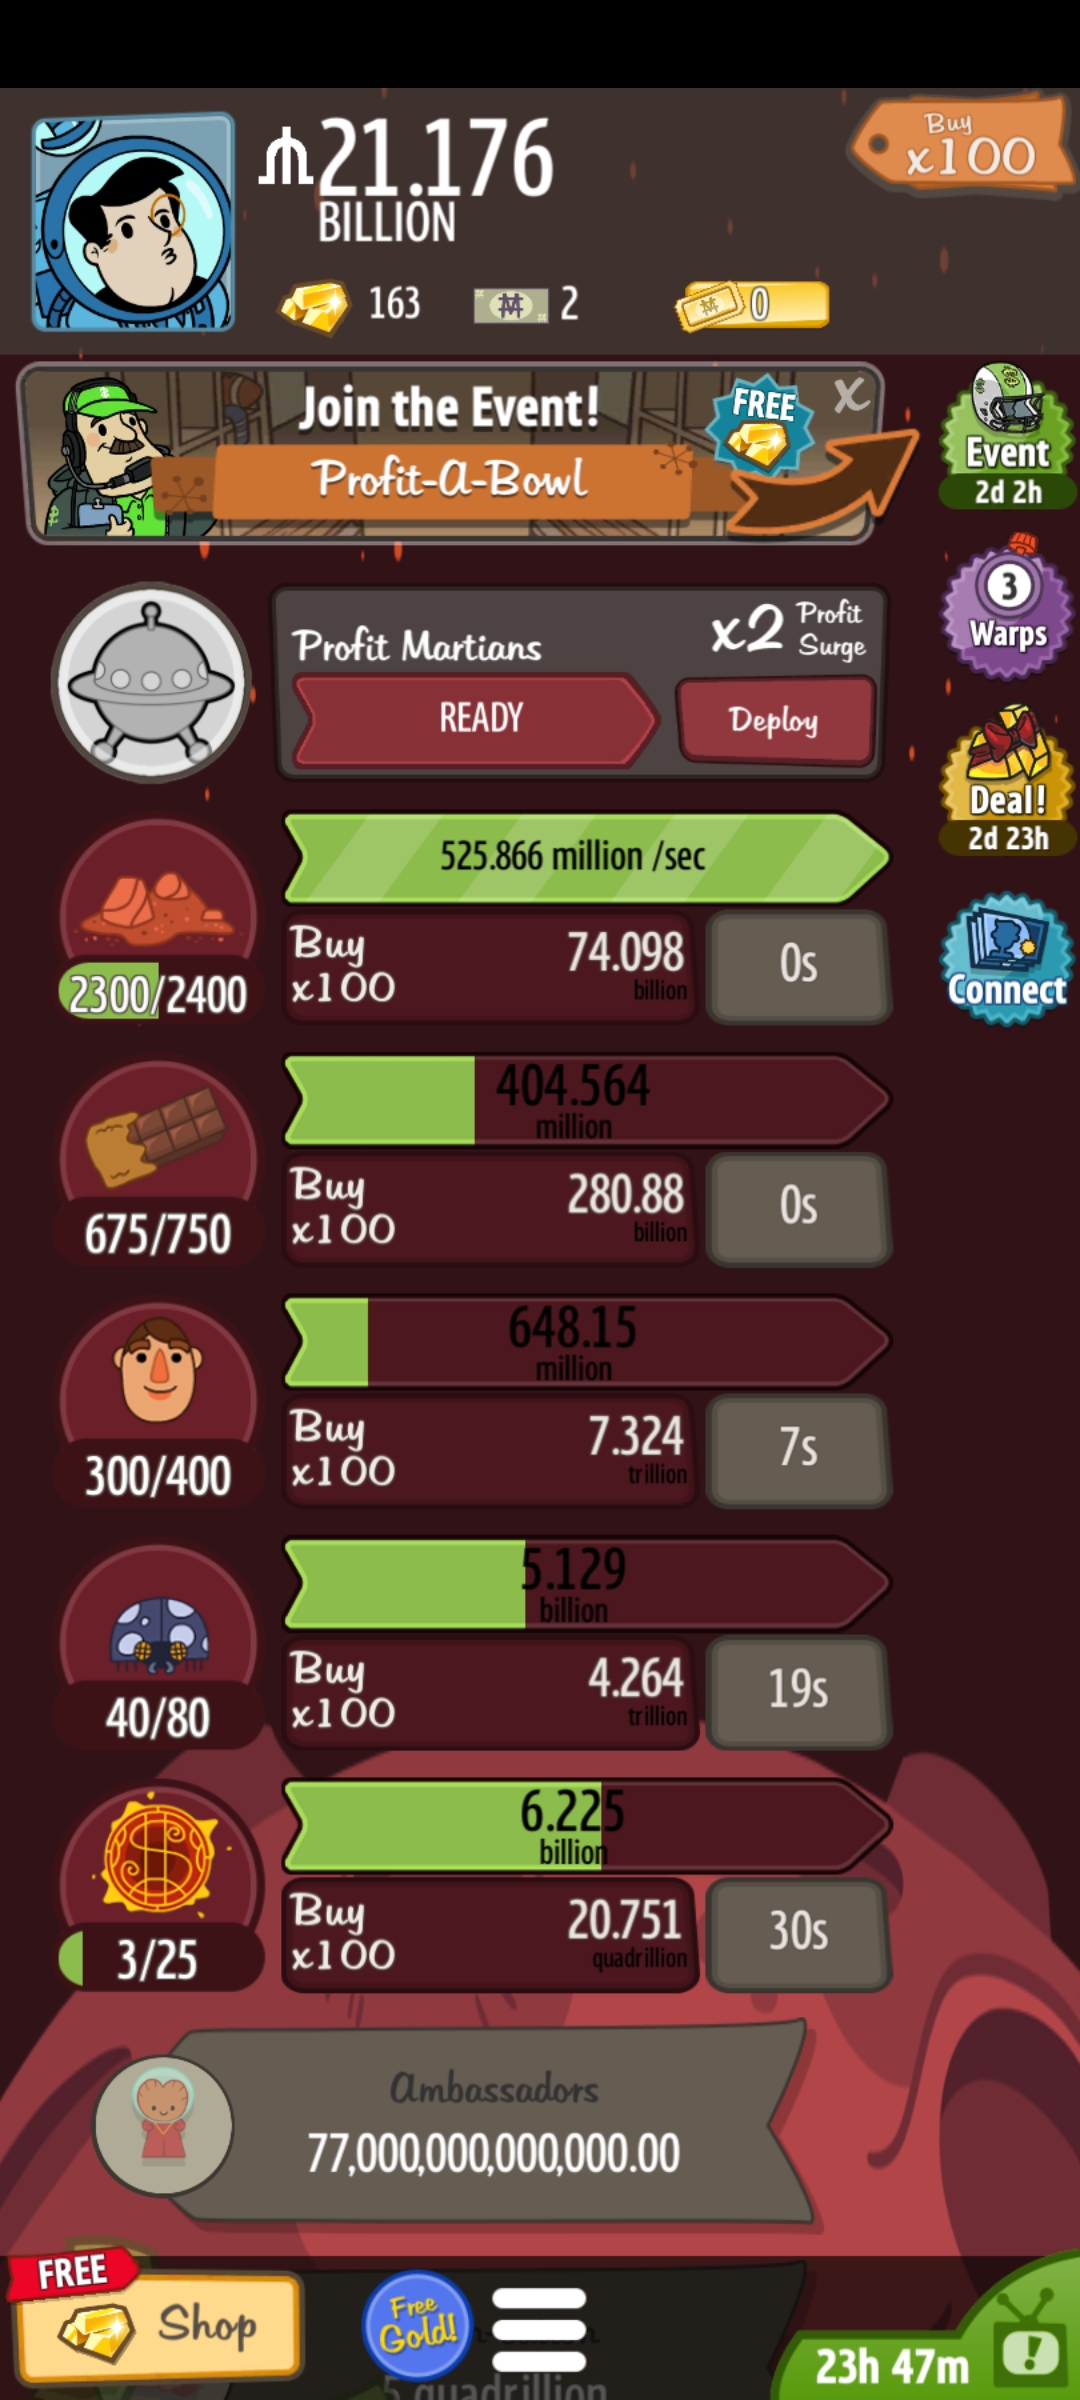 21.176
BILLION
Buy
x100
163
2
0
Join the Event!
Profit-A-Bowl
FREE
X
Event
2d 2h
3
Warps
Profit Martians
x2 Profit Surge
READY
Deploy
Deal!
2d 23h
525.866 million /sec
Buy
x100
74.098
billion
0s
2300/2400
Connect
404.564
million
Buy
x100
280.88
billion
0s
675/750
648.15
million
Buy
x100
7.324
trillion
7s
300/400
5.129
billion
Buy
x100
4.264
trillion
19s
40/80
6.225
billion
Buy
x100
20.751
quadrillion
30s
3/25
Ambassadors
77,000,000,000,000.00
FREE
Shop
Free
Gold!
5 quadrillion
23h 47m
!